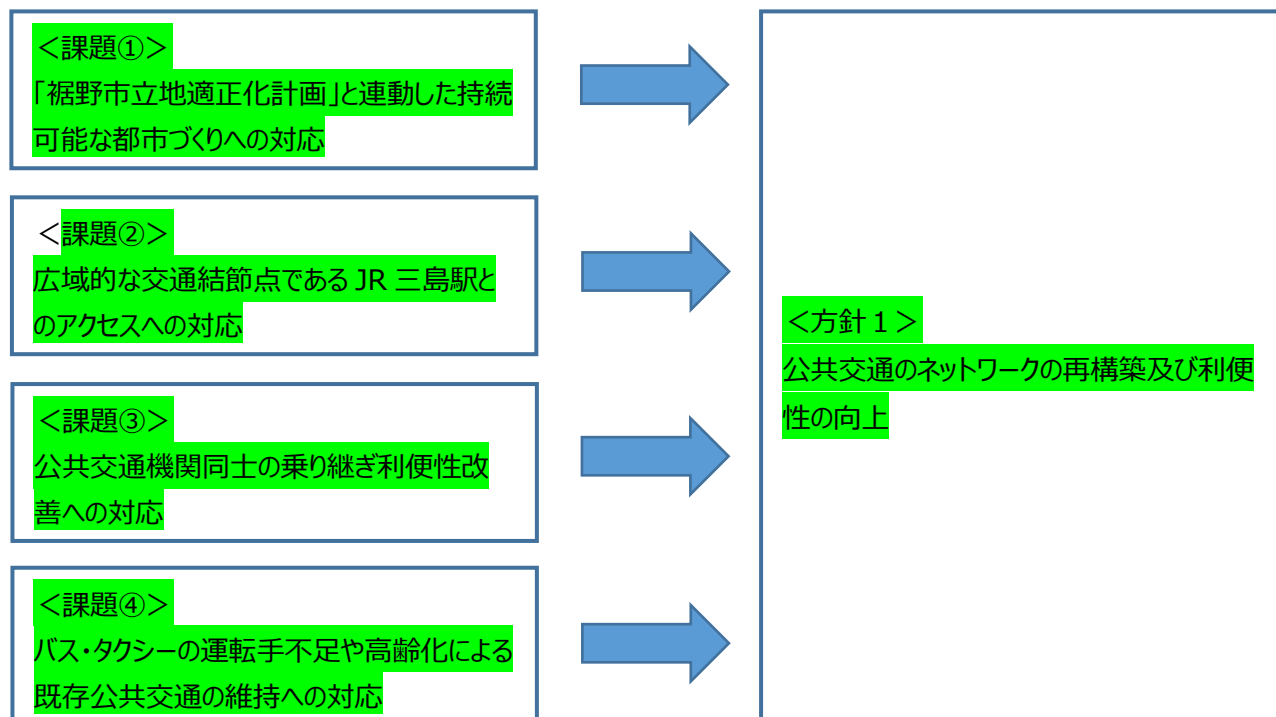 ＜課題①＞
「裾野市立地適正化計画」と連動した持続
可能な都市づくりへの対応
＜課題②＞
広域的な交通結節点である JR 三島駅と
のアクセスへの対応
＜課題③＞
公共交通機関同士の乗り継ぎ利便性改
善への対応
＜課題④＞
バス・タクシーの運転手不足や高齢化による
既存公共交通の維持への対応
＜方針１＞
公共交通のネットワークの再構築及び利便
性の向上